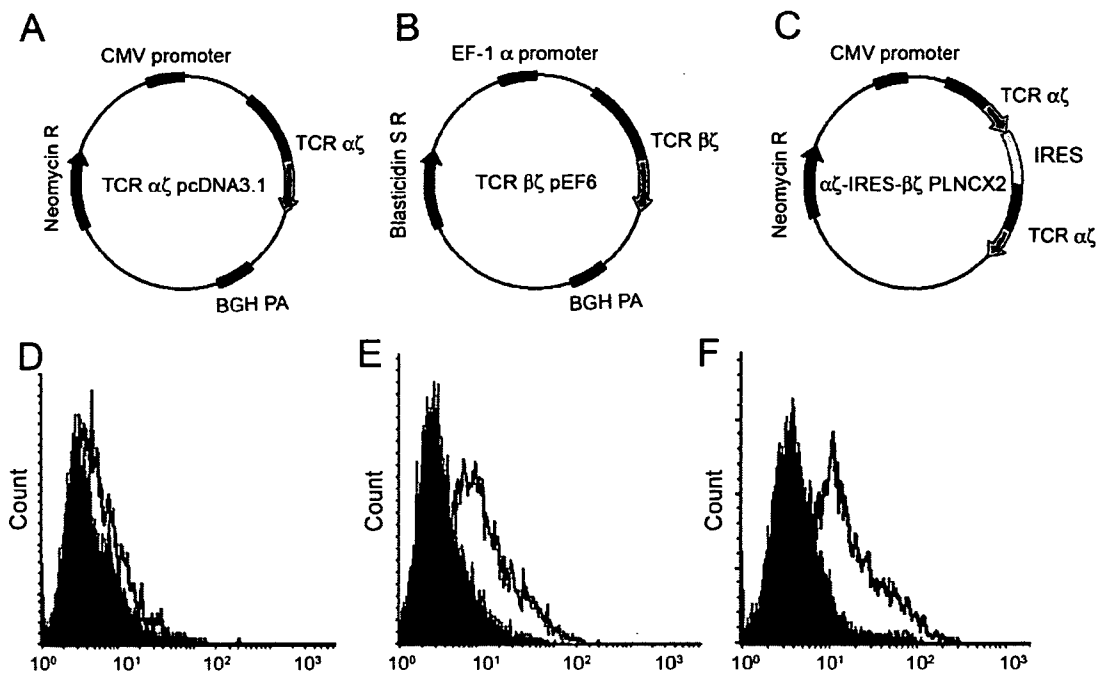 A
CMV promoter
Neomycin R
TCR αζ
TCR αζ pcDNA3.1
BGH PA
B
EF-1 α promoter
Blasticidin S R
TCR βζ
TCR βζ pEF6
BGH PA
C
CMV promoter
Neomycin R
TCR αζ
IRES
αζ-IRES-βζ PLNCX2
TCR αζ
D
Count
10⁰ 10¹ 10² 10³
E
Count
10⁰ 10¹ 10² 10³
F
Count
10⁰ 10¹ 10² 10³